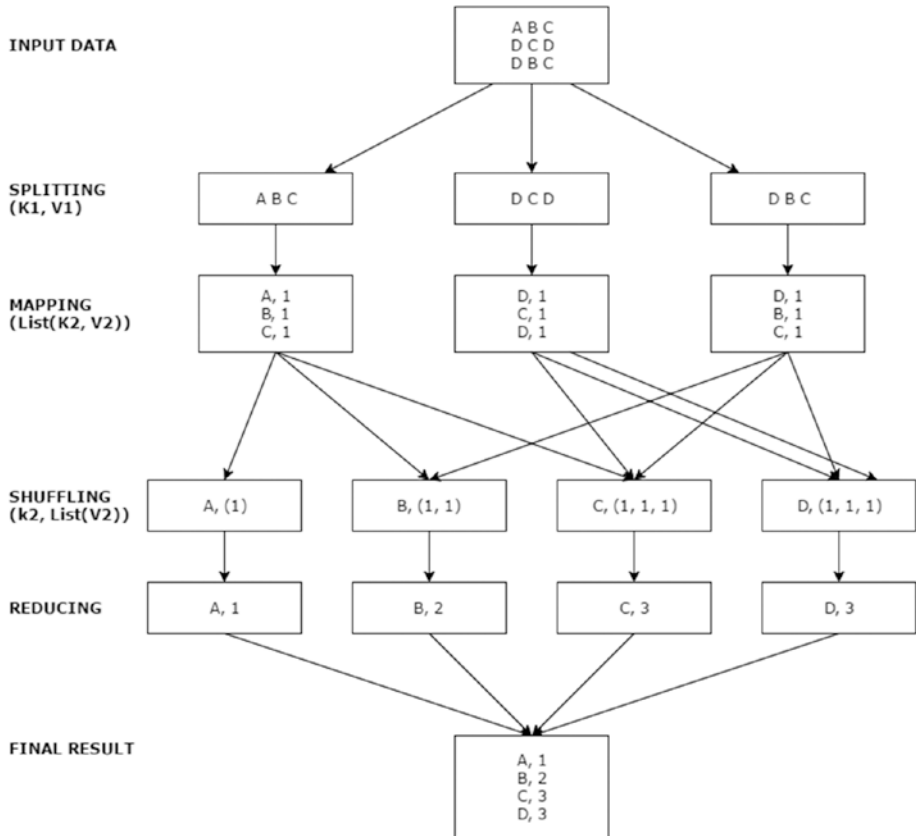 INPUT DATA
A B C
D C D
D B C
SPLITTING
(K1, V1)
A B C
D C D
D B C
MAPPING
(List(K2, V2))
A, 1
B, 1
C, 1
D, 1
C, 1
D, 1
D, 1
B, 1
C, 1
SHUFFLING
(k2, List(V2))
A, (1)
B, (1, 1)
C, (1, 1, 1)
D, (1, 1, 1)
REDUCING
A, 1
B, 2
C, 3
D, 3
FINAL RESULT
A, 1
B, 2
C, 3
D, 3